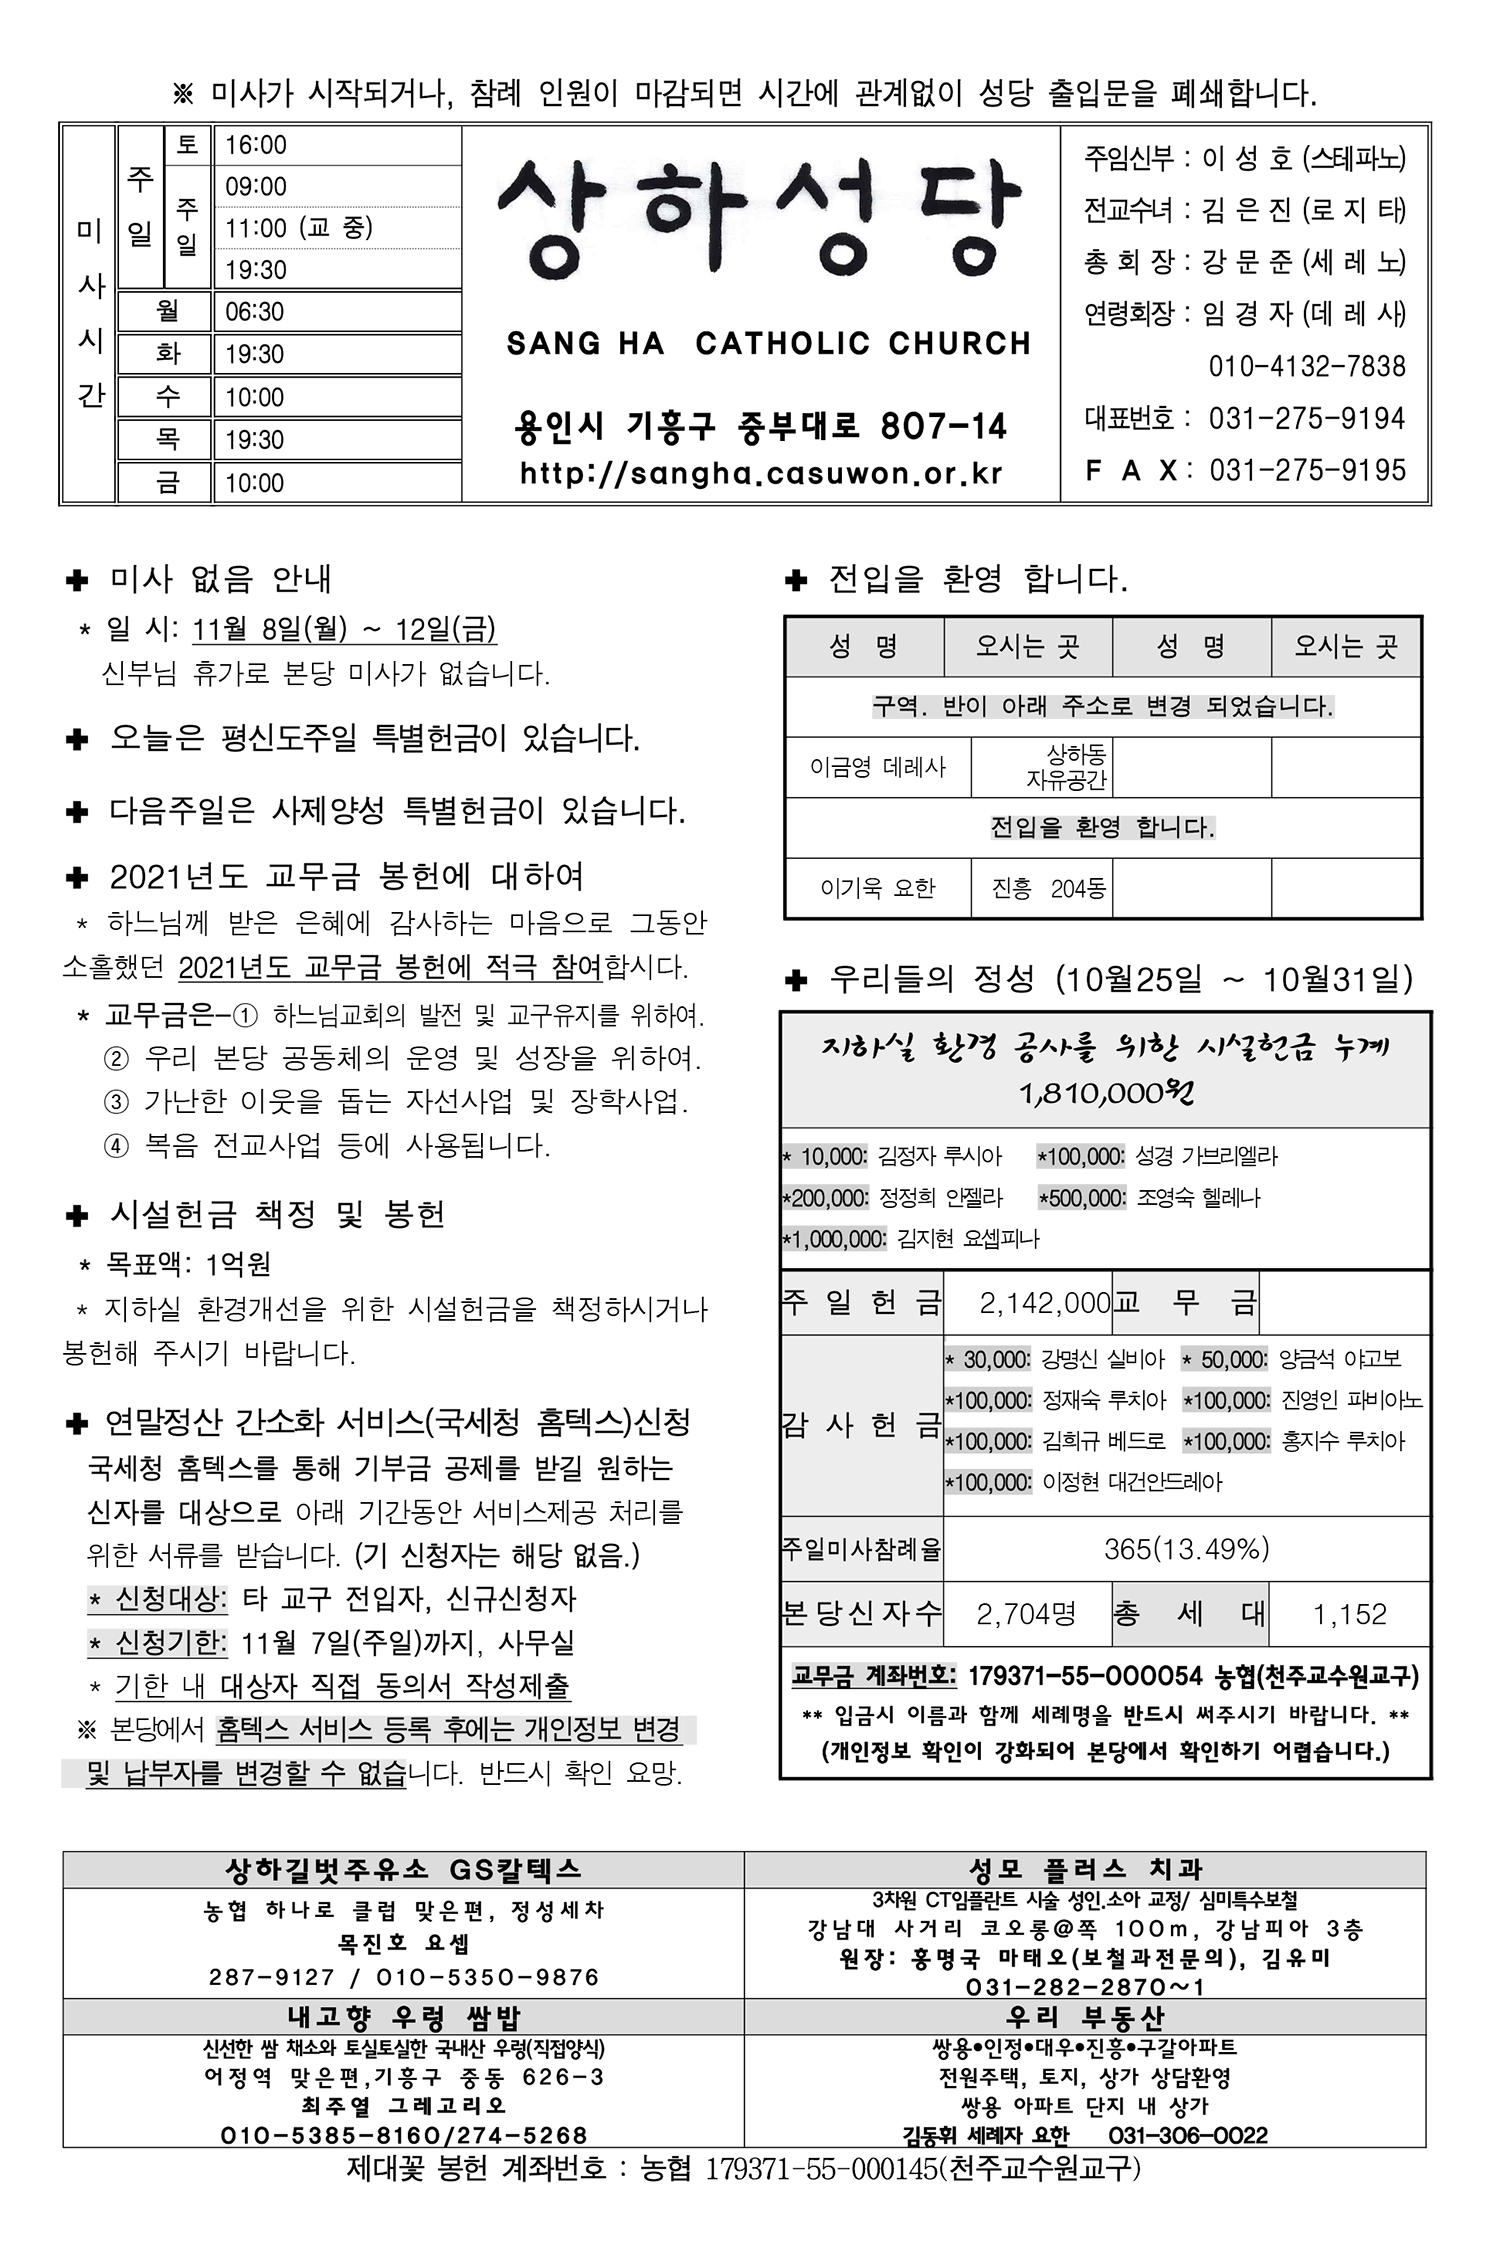 ※ 미사가 시작되거나, 참례 인원이 마감되면 시간에 관계없이 성당 출입문을 폐쇄합니다.
미사시간
주일
토 16:00
주일 09:00
11:00 (교 중)
19:30
월 06:30
화 19:30
수 10:00
목 19:30
금 10:00
상하성당
SANG HA CATHOLIC CHURCH
용인시 기흥구 중부대로 807-14
http://sangha.casuwon.or.kr
주임신부 : 이 성 호 (스테파노)
전교수녀 : 김 은 진 (로 지 타)
총 회 장 : 강 문 준 (세 레 노)
연령회장 : 임 경 자 (데 레 사)
010-4132-7838
대표번호 : 031-275-9194
F A X : 031-275-9195
✚ 미사 없음 안내
* 일 시: 11월 8일(월) ~ 12일(금)
신부님 휴가로 본당 미사가 없습니다.
✚ 오늘은 평신도주일 특별헌금이 있습니다.
✚ 다음주일은 사제양성 특별헌금이 있습니다.
✚ 2021년도 교무금 봉헌에 대하여
* 하느님께 받은 은혜에 감사하는 마음으로 그동안
소홀했던 2021년도 교무금 봉헌에 적극 참여합시다.
* 교무금은-① 하느님교회의 발전 및 교구유지를 위하여.
② 우리 본당 공동체의 운영 및 성장을 위하여.
③ 가난한 이웃을 돕는 자선사업 및 장학사업.
④ 복음 전교사업 등에 사용됩니다.
✚ 시설헌금 책정 및 봉헌
* 목표액: 1억원
* 지하실 환경개선을 위한 시설헌금을 책정하시거나
봉헌해 주시기 바랍니다.
✚ 연말정산 간소화 서비스(국세청 홈텍스)신청
국세청 홈텍스를 통해 기부금 공제를 받길 원하는
신자를 대상으로 아래 기간동안 서비스제공 처리를
위한 서류를 받습니다. (기 신청자는 해당 없음.)
* 신청대상: 타 교구 전입자, 신규신청자
* 신청기한: 11월 7일(주일)까지, 사무실
* 기한 내 대상자 직접 동의서 작성제출
※ 본당에서 홈텍스 서비스 등록 후에는 개인정보 변경
및 납부자를 변경할 수 없습니다. 반드시 확인 요망.
✚ 전입을 환영 합니다.
성 명 오시는 곳 성 명 오시는 곳
구역. 반이 아래 주소로 변경 되었습니다.
이금영 데레사 상하동
자유공간
전입을 환영 합니다.
이기욱 요한 진흥 204동
✚ 우리들의 정성 (10월25일 ~ 10월31일)
지하실 환경 공사를 위한 시설헌금 누계
1,810,000원
* 10,000: 김정자 루시아 *100,000: 성경 가브리엘라
*200,000: 정정희 안젤라 *500,000: 조영숙 헬레나
*1,000,000: 김지현 요셉피나
주 일 헌 금 2,142,000 교 무 금
감 사 헌 금
* 30,000: 강명신 실비아 * 50,000: 양금석 야고보
*100,000: 정재숙 루치아 *100,000: 진영인 파비아노
*100,000: 김희규 베드로 *100,000: 홍지수 루치아
*100,000: 이정현 대건안드레아
주일미사참례율 365(13.49%)
본당신자수 2,704명 총 세 대 1,152
교무금 계좌번호: 179371-55-000054 농협(천주교수원교구)
** 입금시 이름과 함께 세례명을 반드시 써주시기 바랍니다. **
(개인정보 확인이 강화되어 본당에서 확인하기 어렵습니다.)
상하길벗주유소 GS칼텍스
농협 하나로 클럽 맞은편, 정성세차
목진호 요셉
287-9127 / 010-5350-9876
성모 플러스 치과
3차원 CT임플란트 시술 성인.소아 교정/ 심미특수보철
강남대 사거리 코오롱@쪽 100m, 강남피아 3층
원장: 홍명국 마태오(보철과전문의), 김유미
031-282-2870~1
내고향 우렁 쌈밥
신선한 쌈 채소와 토실토실한 국내산 우렁(직접양식)
어정역 맞은편,기흥구 중동 626-3
최주열 그레고리오
010-5385-8160/274-5268
우리 부동산
쌍용•인정•대우•진흥•구갈아파트
전원주택, 토지, 상가 상담환영
쌍용 아파트 단지 내 상가
김동휘 세례자 요한 031-306-0022
제대꽃 봉헌 계좌번호 : 농협 179371-55-000145(천주교수원교구)